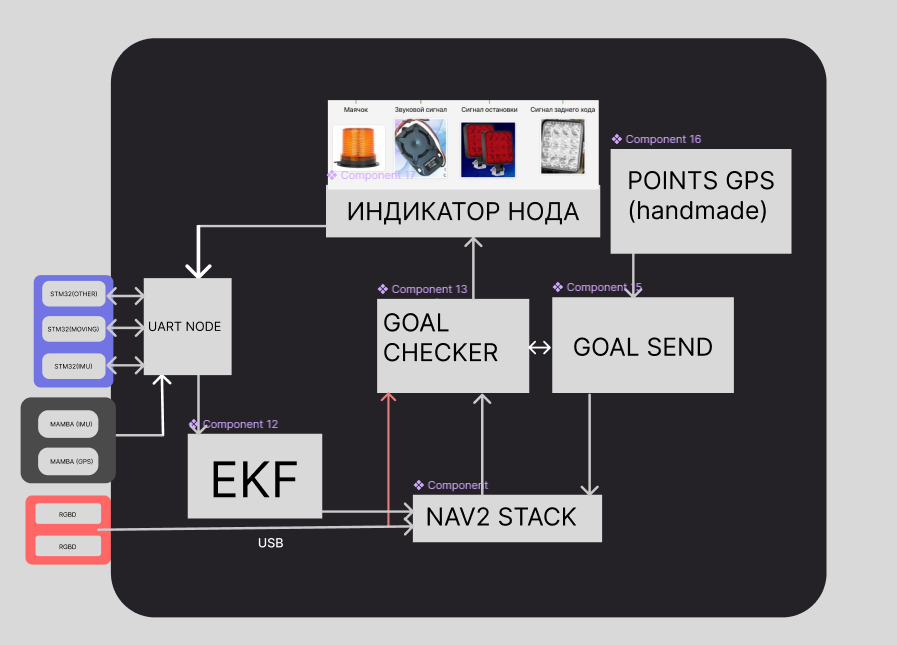 Маячок
Звуковой сигнал
Сигнал остановки
Сигнал заднего хода
Component 17
ИНДИКАТОР НОДА
Component 16
POINTS GPS
(handmade)
Component 13
GOAL
CHECKER
Component 15
GOAL SEND
STM32(OTHER)
STM32(MOVING)
STM32(IMU)
UART NODE
MAMBA (IMU)
MAMBA (GPS)
Component 12
EKF
RGBD
RGBD
USB
Component
NAV2 STACK